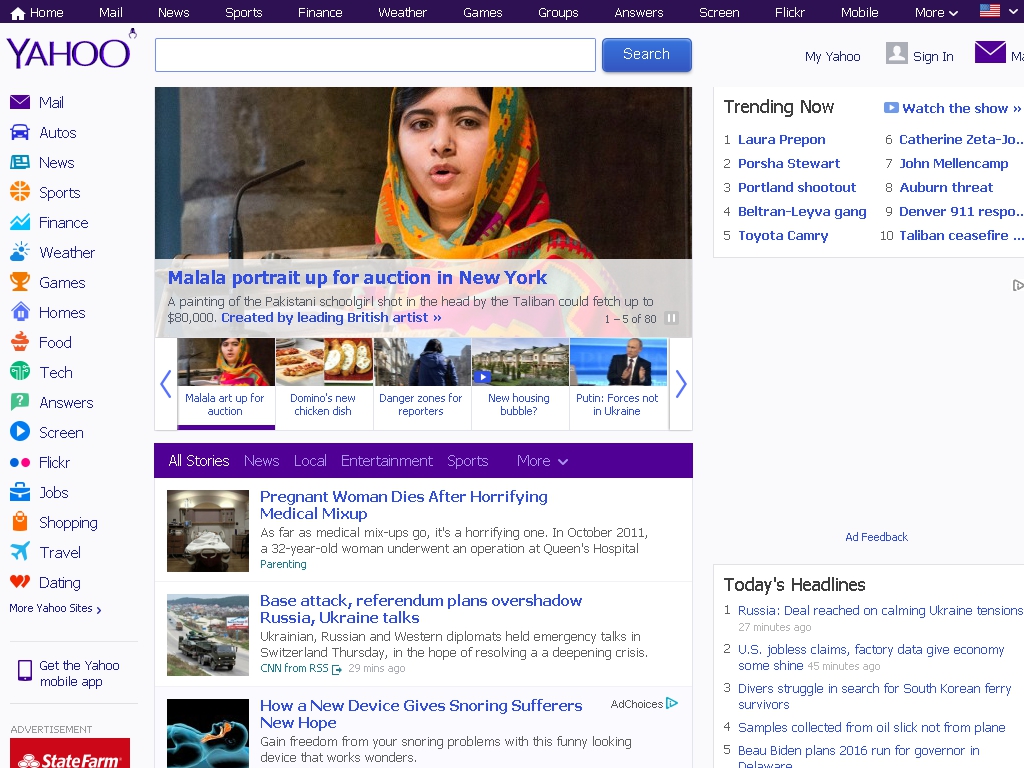 Home Mail News Sports Finance Weather Games Groups Answers Screen Flickr Mobile More
YAHOO
Search
My Yahoo
Sign In
Mail
Autos
News
Sports
Finance
Weather
Games
Homes
Food
Tech
Answers
Screen
Flickr
Jobs
Shopping
Travel
Dating
More Yahoo Sites
Get the Yahoo
mobile app
ADVERTISEMENT
StateFarm
Malala portrait up for auction in New York
A painting of the Pakistani schoolgirl shot in the head by the Taliban could fetch up to
$80,000. Created by leading British artist »
1 – 5 of 80
Malala art up for
auction
Domino's new
chicken dish
Danger zones for
reporters
New housing
bubble?
Putin: Forces not
in Ukraine
All Stories News Local Entertainment Sports More
Pregnant Woman Dies After Horrifying
Medical Mixup
As far as medical mix-ups go, it's a horrifying one. In October 2011,
a 32-year-old woman underwent an operation at Queen's Hospital
Parenting
Base attack, referendum plans overshadow
Russia, Ukraine talks
Ukrainian, Russian and Western diplomats held emergency talks in
Switzerland Thursday, in the hope of resolving a a deepening crisis.
CNN from RSS 29 mins ago
How a New Device Gives Snoring Sufferers
New Hope
AdChoices
Gain freedom from your snoring problems with this funny looking
device that works wonders.
Trending Now
Watch the show »
1 Laura Prepon
2 Porsha Stewart
3 Portland shootout
4 Beltran-Leyva gang
5 Toyota Camry
6 Catherine Zeta-Jo...
7 John Mellencamp
8 Auburn threat
9 Denver 911 respo...
10 Taliban ceasefire ...
Ad Feedback
Today's Headlines
1 Russia: Deal reached on calming Ukraine tensions
27 minutes ago
2 U.S. jobless claims, factory data give economy
some shine 45 minutes ago
3 Divers struggle in search for South Korean ferry
survivors
4 Samples collected from oil slick not from plane
5 Beau Biden plans 2016 run for governor in
Delaware